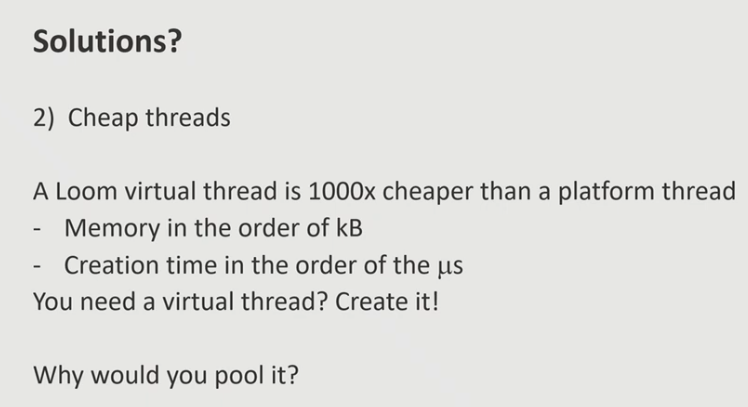 Solutions?
2) Cheap threads
A Loom virtual thread is 1000x cheaper than a platform thread
- Memory in the order of kB
- Creation time in the order of the μs
You need a virtual thread? Create it!
Why would you pool it?